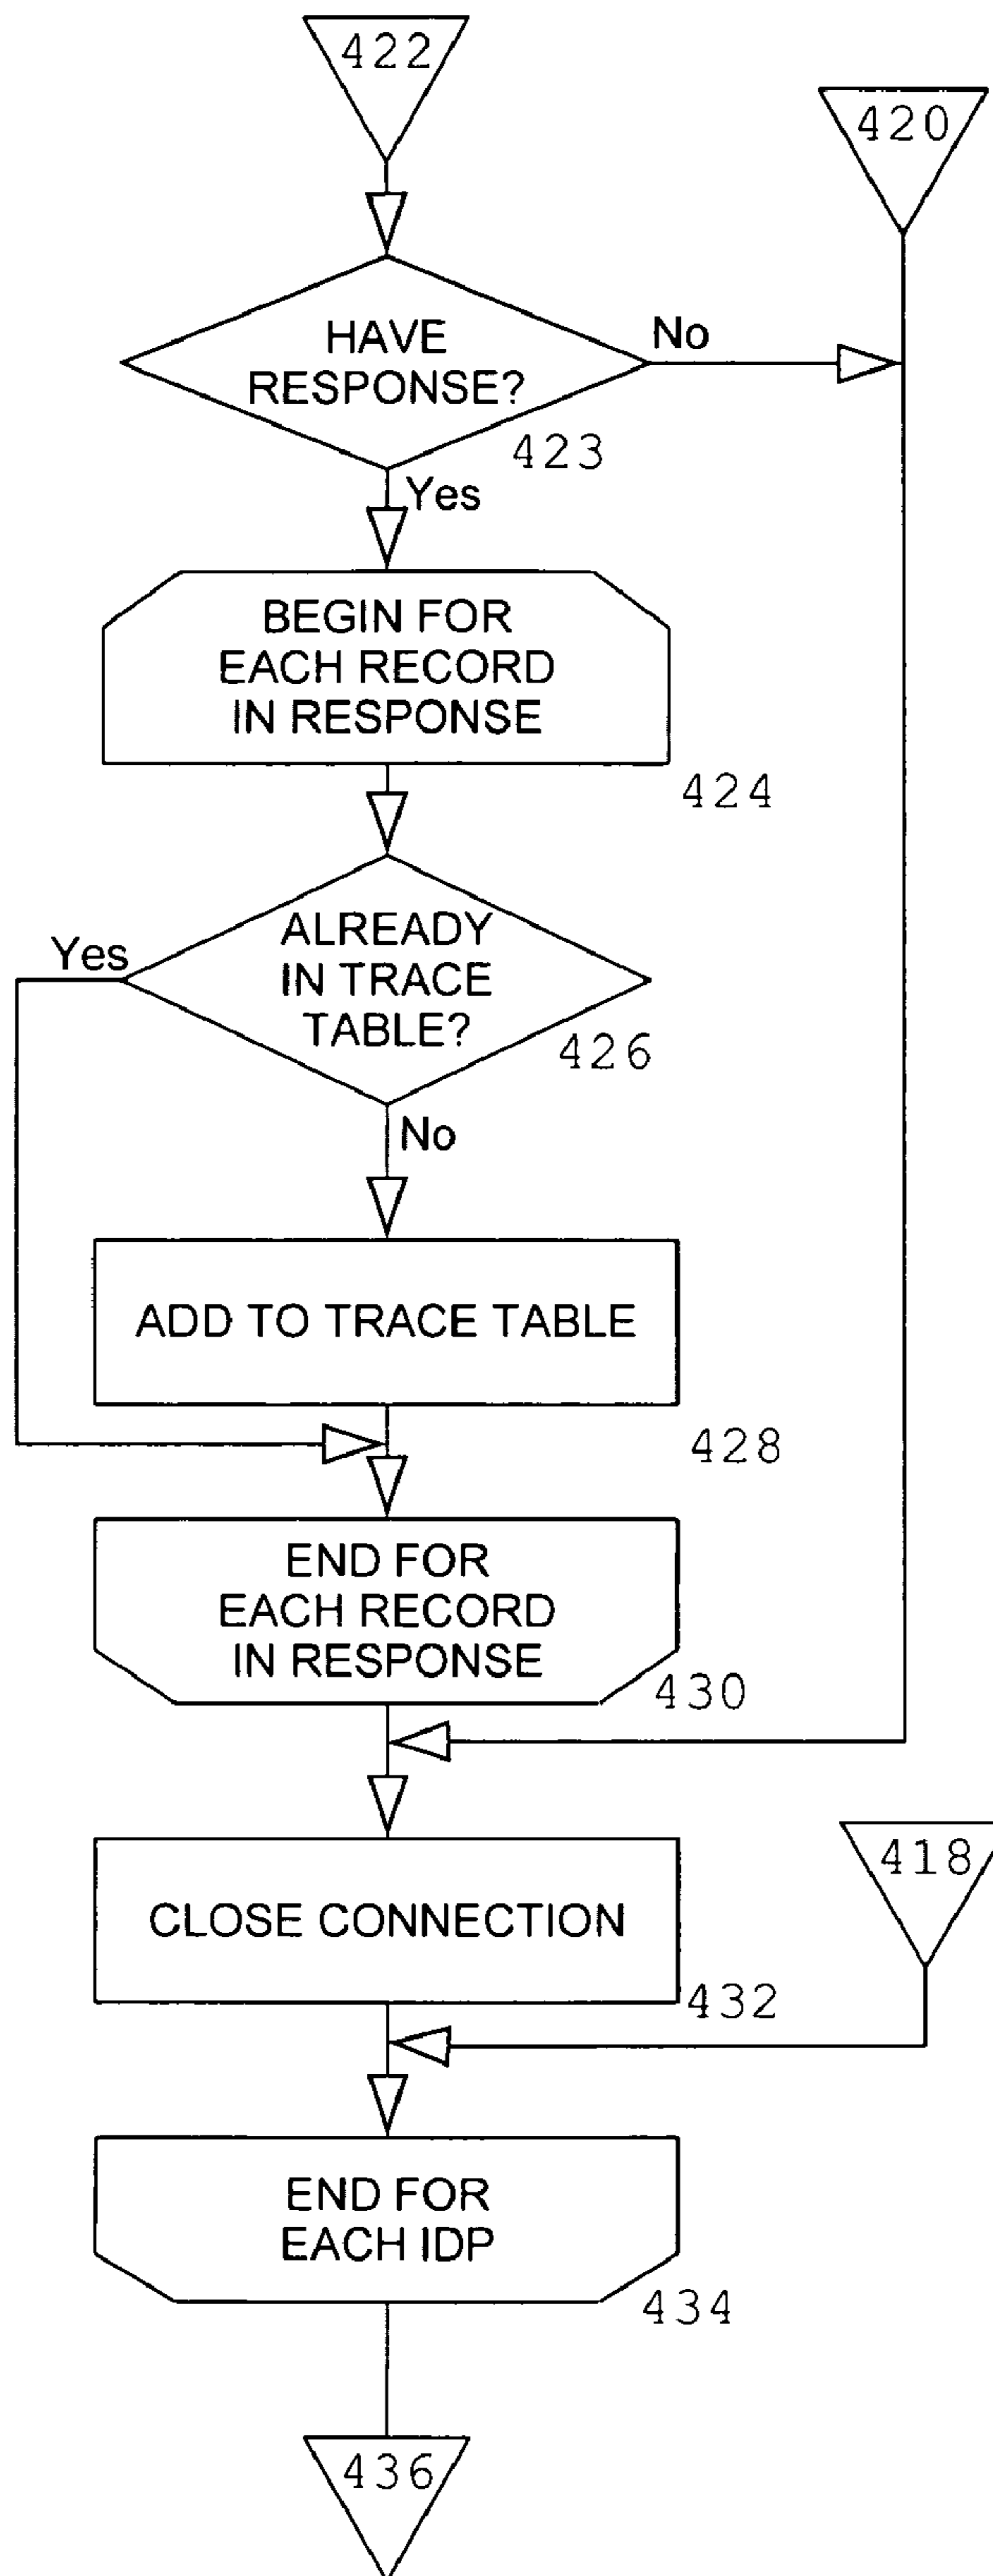 422
420
HAVE
RESPONSE?
No
423
Yes
BEGIN FOR
EACH RECORD
IN RESPONSE
424
ALREADY
IN TRACE
TABLE?
Yes
426
No
ADD TO TRACE TABLE
428
END FOR
EACH RECORD
IN RESPONSE
430
418
CLOSE CONNECTION
432
END FOR
EACH IDP
434
436